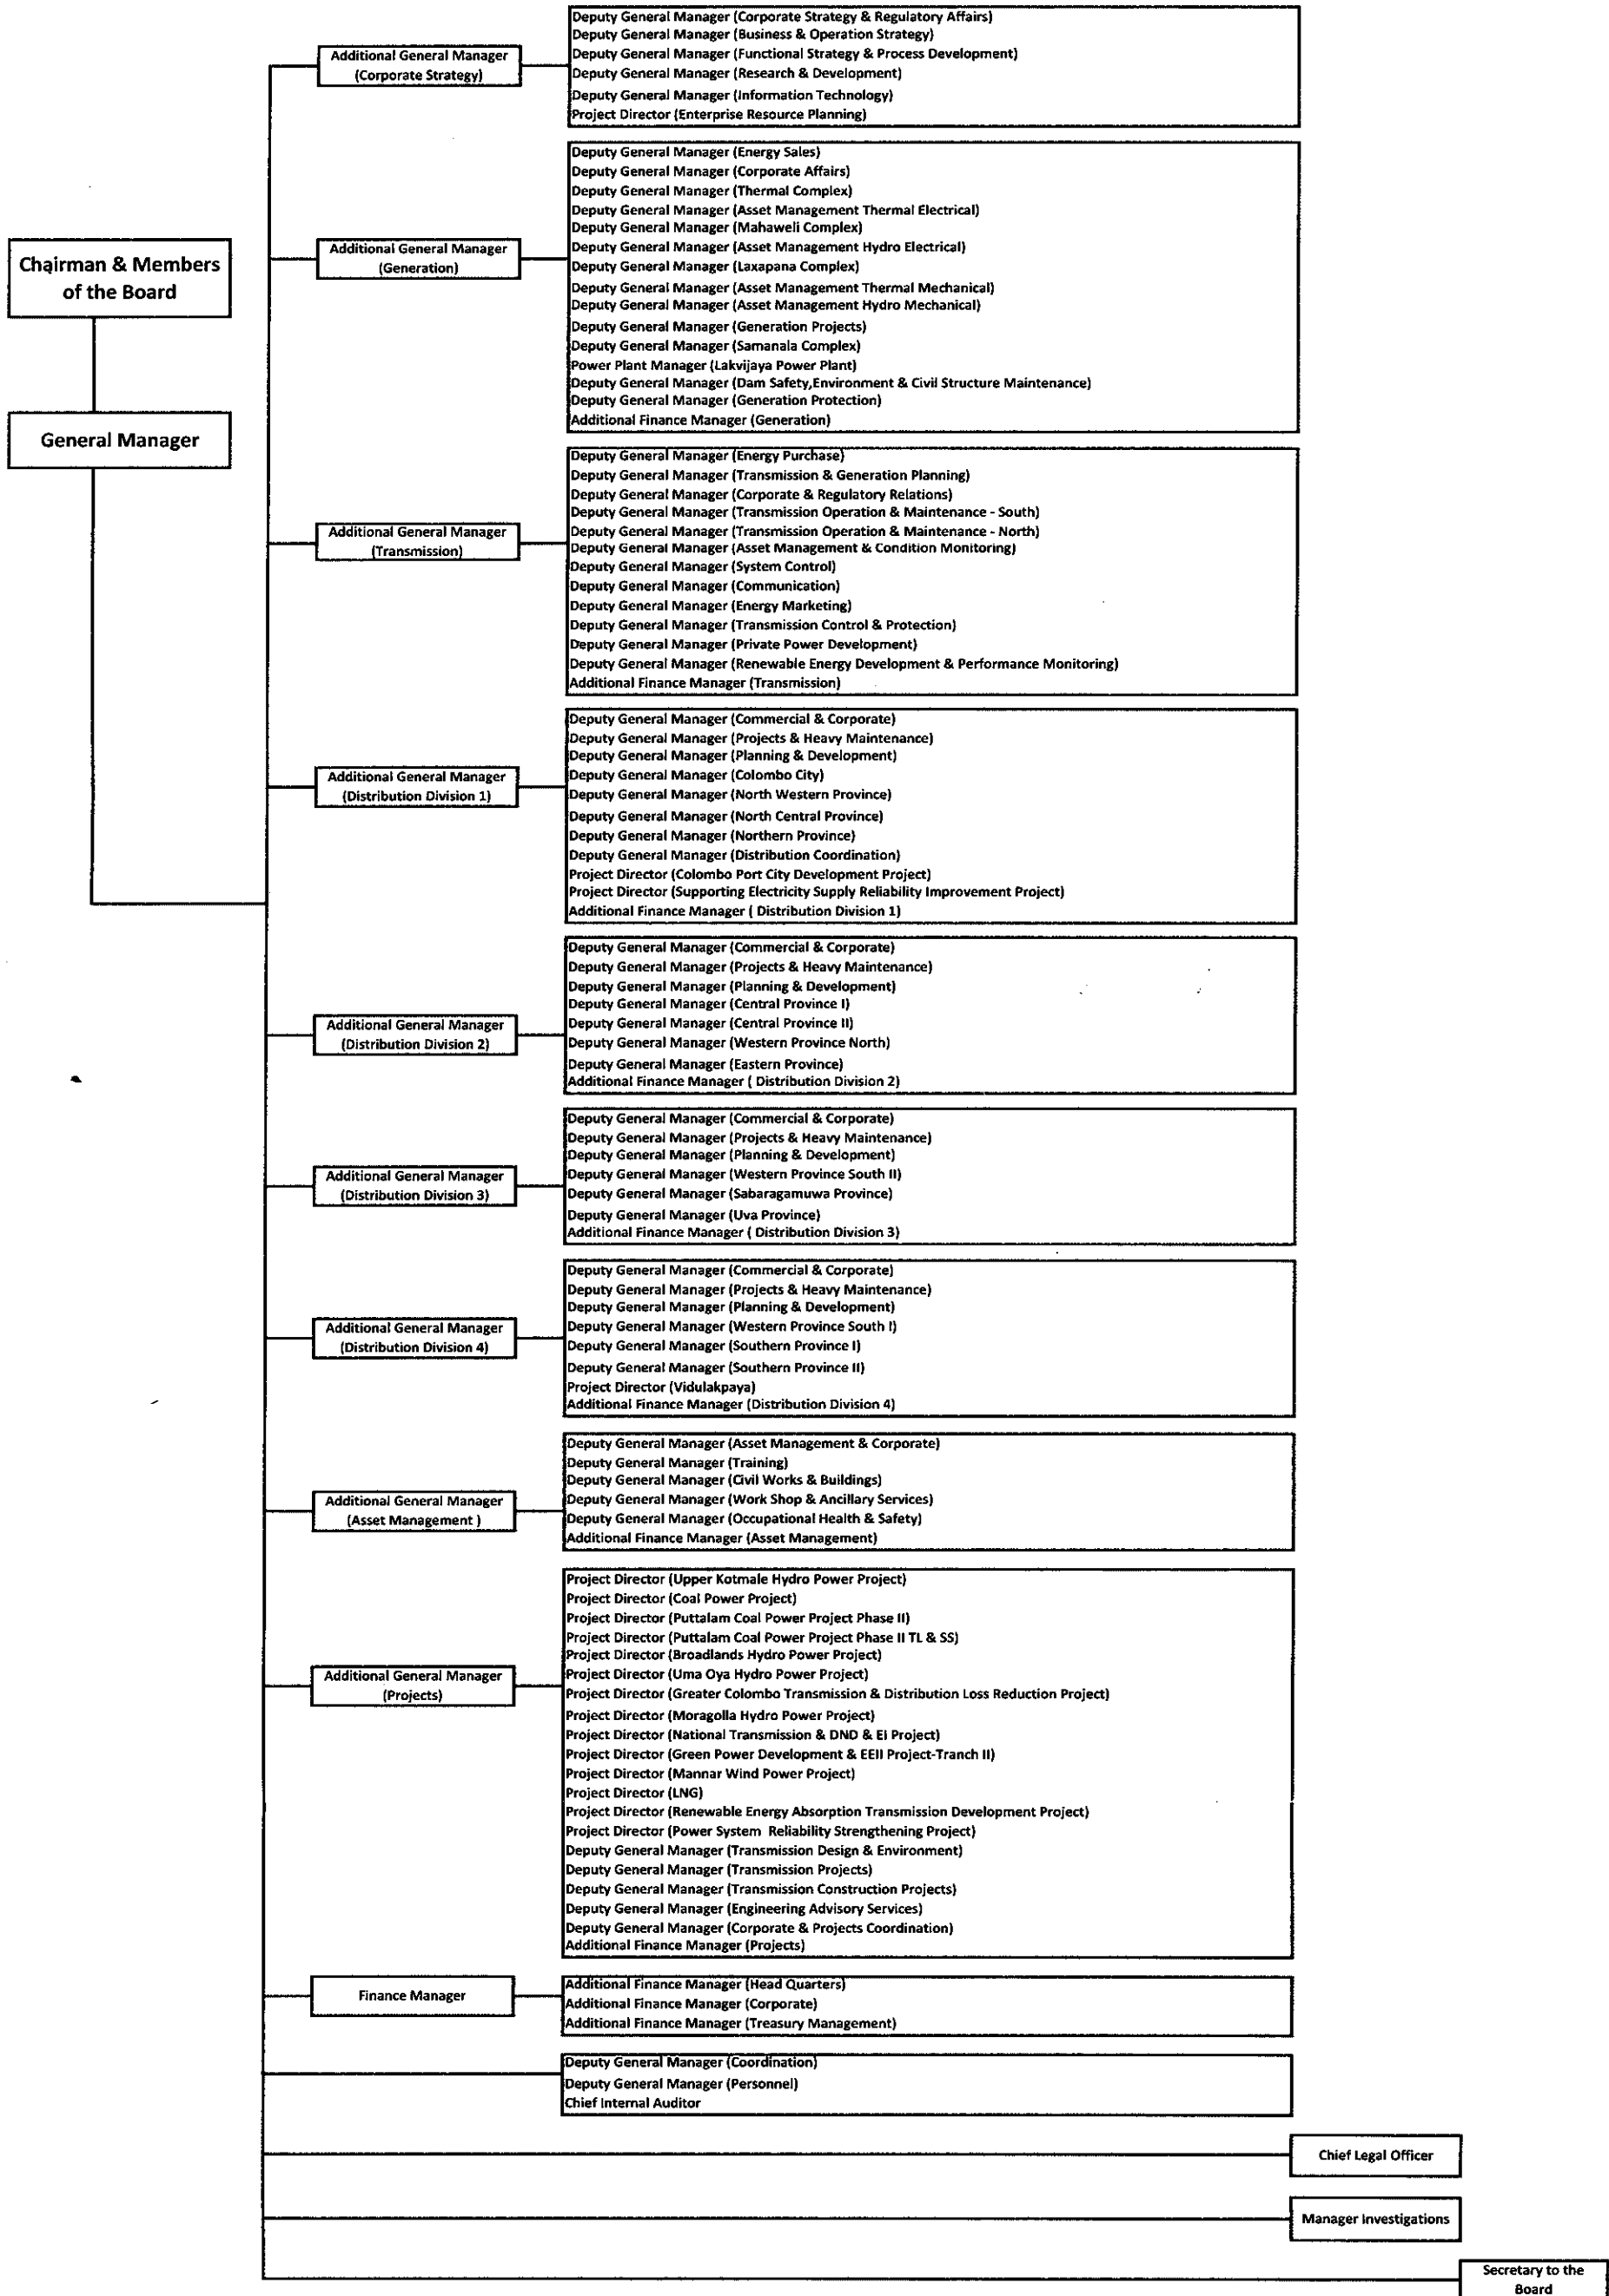 Chairman & Members
of the Board
General Manager
Additional General Manager
(Corporate Strategy)
Deputy General Manager (Corporate Strategy & Regulatory Affairs)
Deputy General Manager (Business & Operation Strategy)
Deputy General Manager (Functional Strategy & Process Development)
Deputy General Manager (Research & Development)
Deputy General Manager (Information Technology)
Project Director (Enterprise Resource Planning)
Additional General Manager
(Generation)
Deputy General Manager (Energy Sales)
Deputy General Manager (Corporate Affairs)
Deputy General Manager (Thermal Complex)
Deputy General Manager (Asset Management Thermal Electrical)
Deputy General Manager (Mahaweli Complex)
Deputy General Manager (Asset Management Hydro Electrical)
Deputy General Manager (Laxapana Complex)
Deputy General Manager (Asset Management Thermal Mechanical)
Deputy General Manager (Asset Management Hydro Mechanical)
Deputy General Manager (Generation Projects)
Deputy General Manager (Samanala Complex)
Power Plant Manager (Lakvijaya Power Plant)
Deputy General Manager (Dam Safety,Environment & Civil Structure Maintenance)
Deputy General Manager (Generation Protection)
Additional Finance Manager (Generation)
Additional General Manager
(Transmission)
Deputy General Manager (Energy Purchase)
Deputy General Manager (Transmission & Generation Planning)
Deputy General Manager (Corporate & Regulatory Relations)
Deputy General Manager (Transmission Operation & Maintenance - South)
Deputy General Manager (Transmission Operation & Maintenance - North)
Deputy General Manager (Asset Management & Condition Monitoring)
Deputy General Manager (System Control)
Deputy General Manager (Communication)
Deputy General Manager (Energy Marketing)
Deputy General Manager (Transmission Control & Protection)
Deputy General Manager (Private Power Development)
Deputy General Manager (Renewable Energy Development & Performance Monitoring)
Additional Finance Manager (Transmission)
Additional General Manager
(Distribution Division 1)
Deputy General Manager (Commercial & Corporate)
Deputy General Manager (Projects & Heavy Maintenance)
Deputy General Manager (Planning & Development)
Deputy General Manager (Colombo City)
Deputy General Manager (North Western Province)
Deputy General Manager (North Central Province)
Deputy General Manager (Northern Province)
Deputy General Manager (Distribution Coordination)
Project Director (Colombo Port City Development Project)
Project Director (Supporting Electricity Supply Reliability Improvement Project)
Additional Finance Manager ( Distribution Division 1)
Additional General Manager
(Distribution Division 2)
Deputy General Manager (Commercial & Corporate)
Deputy General Manager (Projects & Heavy Maintenance)
Deputy General Manager (Planning & Development)
Deputy General Manager (Central Province I)
Deputy General Manager (Central Province II)
Deputy General Manager (Western Province North)
Deputy General Manager (Eastern Province)
Additional Finance Manager ( Distribution Division 2)
Additional General Manager
(Distribution Division 3)
Deputy General Manager (Commercial & Corporate)
Deputy General Manager (Projects & Heavy Maintenance)
Deputy General Manager (Planning & Development)
Deputy General Manager (Western Province South II)
Deputy General Manager (Sabaragamuwa Province)
Deputy General Manager (Uva Province)
Additional Finance Manager ( Distribution Division 3)
Additional General Manager
(Distribution Division 4)
Deputy General Manager (Commercial & Corporate)
Deputy General Manager (Projects & Heavy Maintenance)
Deputy General Manager (Planning & Development)
Deputy General Manager (Western Province South I)
Deputy General Manager (Southern Province I)
Deputy General Manager (Southern Province II)
Project Director (Vidulakpaya)
Additional Finance Manager (Distribution Division 4)
Additional General Manager
(Asset Management )
Deputy General Manager (Asset Management & Corporate)
Deputy General Manager (Training)
Deputy General Manager (Civil Works & Buildings)
Deputy General Manager (Work Shop & Ancillary Services)
Deputy General Manager (Occupational Health & Safety)
Additional Finance Manager (Asset Management)
Additional General Manager
(Projects)
Project Director (Upper Kotmale Hydro Power Project)
Project Director (Coal Power Project)
Project Director (Puttalam Coal Power Project Phase II)
Project Director (Puttalam Coal Power Project Phase II TL & SS)
Project Director (Broadlands Hydro Power Project)
Project Director (Uma Oya Hydro Power Project)
Project Director (Greater Colombo Transmission & Distribution Loss Reduction Project)
Project Director (Moragolla Hydro Power Project)
Project Director (National Transmission & DND & EI Project)
Project Director (Green Power Development & EEII Project-Tranch II)
Project Director (Mannar Wind Power Project)
Project Director (LNG)
Project Director (Renewable Energy Absorption Transmission Development Project)
Project Director (Power System Reliability Strengthening Project)
Deputy General Manager (Transmission Design & Environment)
Deputy General Manager (Transmission Projects)
Deputy General Manager (Transmission Construction Projects)
Deputy General Manager (Engineering Advisory Services)
Deputy General Manager (Corporate & Projects Coordination)
Additional Finance Manager (Projects)
Finance Manager
Additional Finance Manager (Head Quarters)
Additional Finance Manager (Corporate)
Additional Finance Manager (Treasury Management)
Deputy General Manager (Coordination)
Deputy General Manager (Personnel)
Chief Internal Auditor
Chief Legal Officer
Manager Investigations
Secretary to the
Board